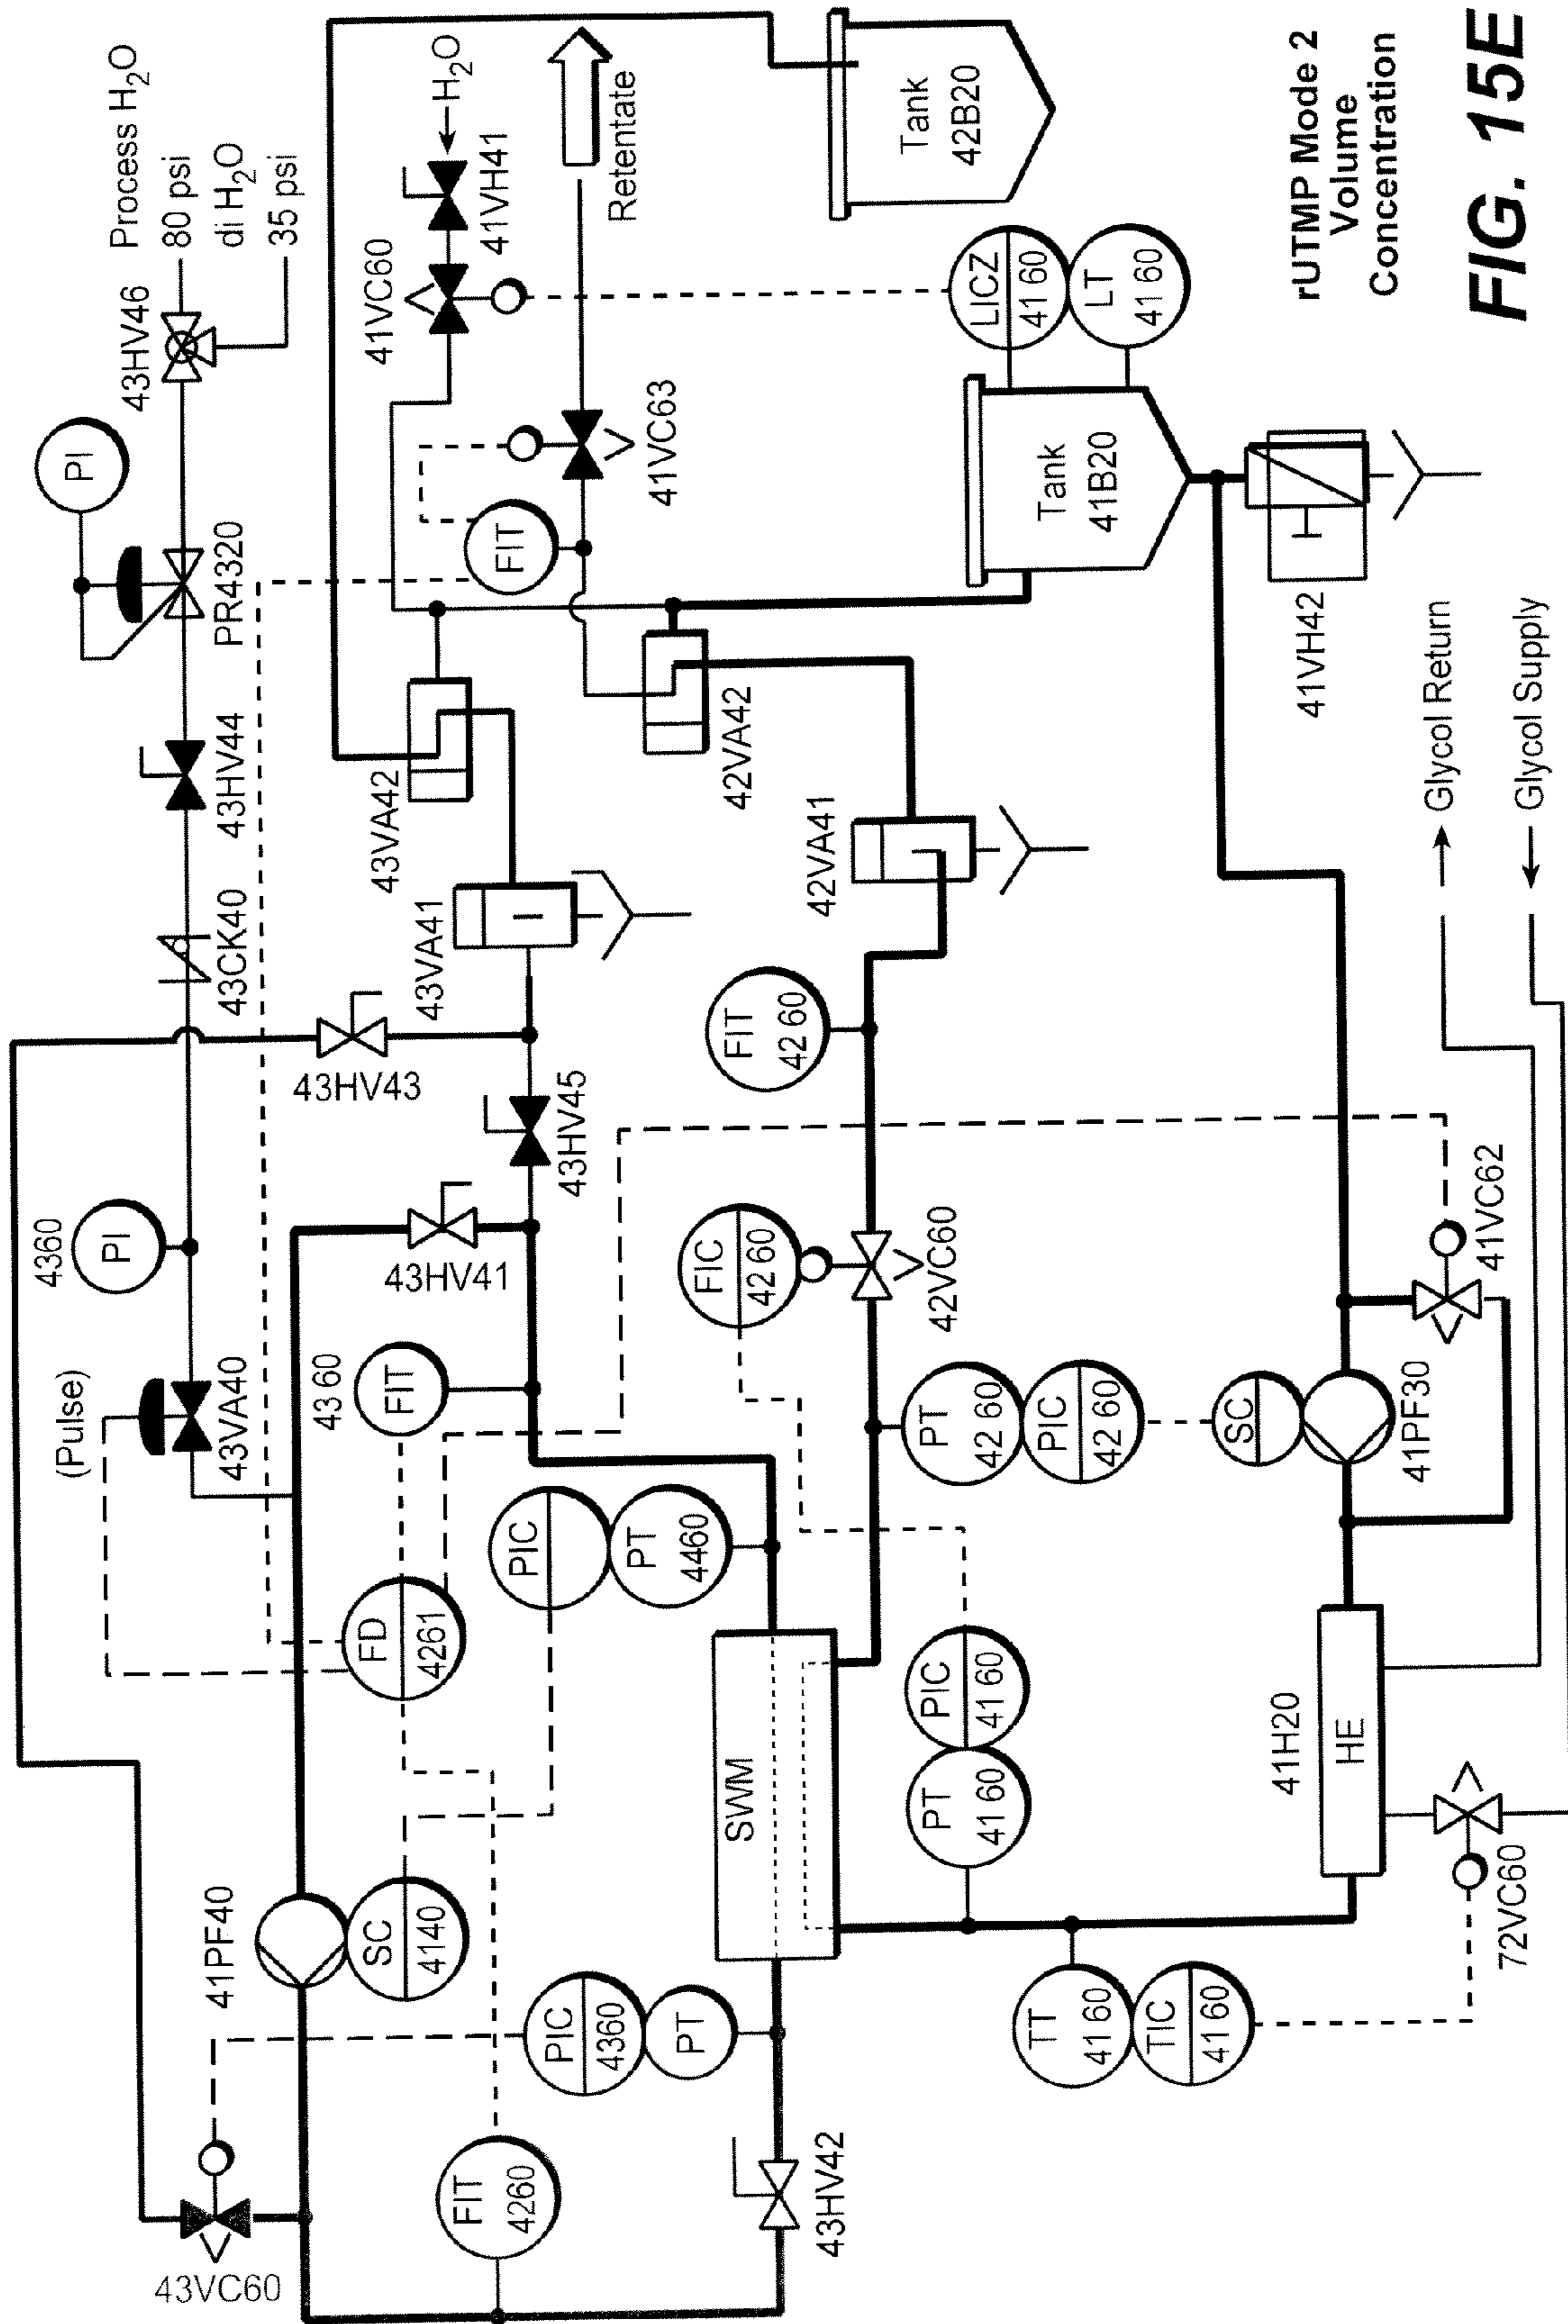 Process H2O
80 psi
di H2O
35 psi
43HV46
PI
PR4320
43HV44
43CK40
4360
PI
(Pulse)
43VA40
H2O
41VH41
41VC60
Retentate
41VC63
FIT
Tank
42B20
LICZ
41 60
LT
41 60
Tank
41B20
41VH42
43VA42
42VA42
43VA41
42VA41
43HV43
43HV45
43HV41
FIT
42 60
FIC
42 60
42VC60
43 60
FIT
FD
4261
PIC
PT
4460
PT
42 60
PIC
42 60
SC
41PF30
41VC62
41PF40
SC
4140
SWM
PIC
41 60
PT
41 60
PIC
4360
PT
43VC60
FIT
4260
43HV42
TT
41 60
TIC
41 60
41H20
HE
72VC60
Glycol Return
Glycol Supply
rUTMP Mode 2
Volume
Concentration
FIG. 15E